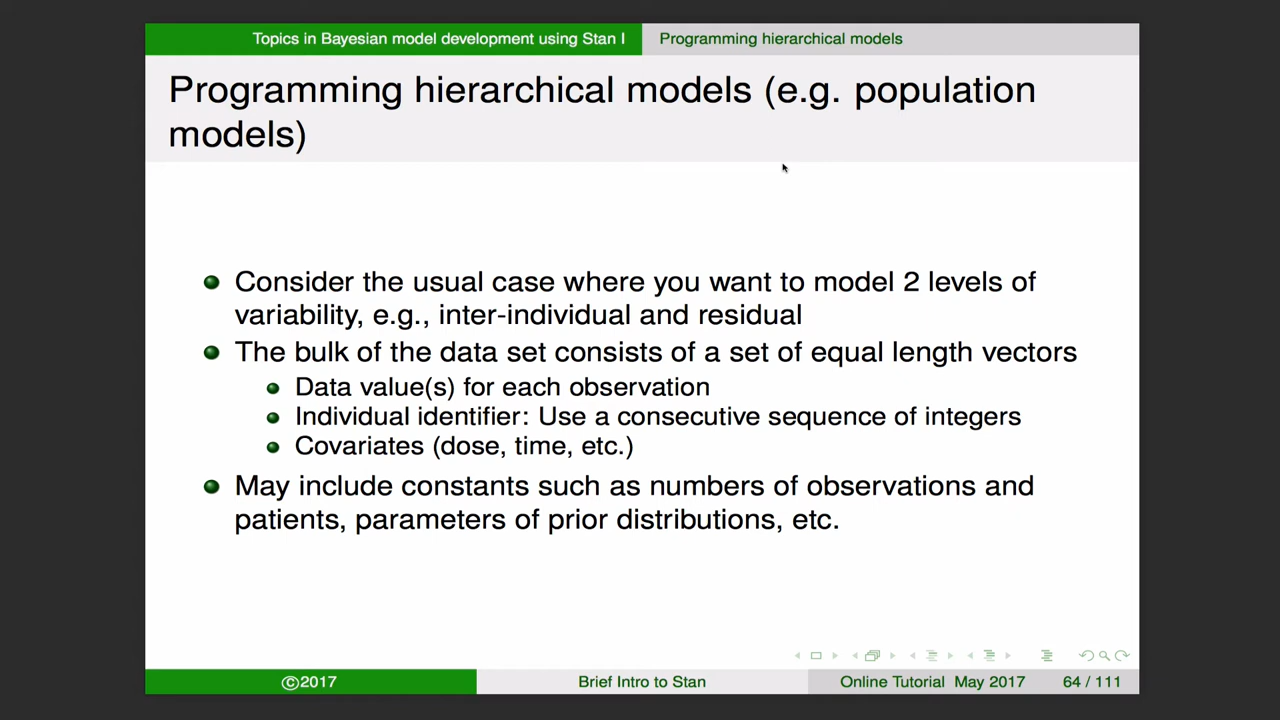 Topics in Bayesian model development using Stan I
Programming hierarchical models
Programming hierarchical models (e.g. population
models)
Consider the usual case where you want to model 2 levels of
variability, e.g., inter-individual and residual
The bulk of the data set consists of a set of equal length vectors
Data value(s) for each observation
Individual identifier: Use a consecutive sequence of integers
Covariates (dose, time, etc.)
May include constants such as numbers of observations and
patients, parameters of prior distributions, etc.
©2017
Brief Intro to Stan
Online Tutorial May 2017
64 / 111